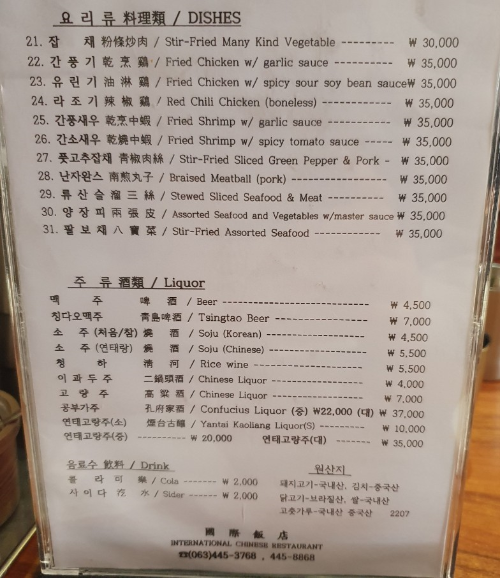 요 리 류 料理類 / DISHES
21. 잡 채 粉條炒肉 / Stir-Fried Many Kind Vegetable ---------- ₩ 30,000
22. 간 풍 기 乾 烹 鷄 / Fried Chicken w/ garlic sauce ----------- ₩ 35,000
23. 유 린 기 油 淋 鷄 / Fried Chicken w/ spicy sour soy bean sauce ₩ 35,000
24. 라 조 기 辣 椒 鷄 / Red Chili Chicken (boneless) ------------ ₩ 35,000
25. 간풍새우 乾烹中蝦 / Fried Shrimp w/ garlic sauce ------------ ₩ 35,000
26. 간소새우 乾燒中蝦 / Fried Shrimp w/ spicy tomato sauce ----- ₩ 35,000
27. 풋고추잡채 青椒肉絲 / Stir-Fried Sliced Green Pepper & Pork - ₩ 35,000
28. 난자완스 南煎丸子 / Braised Meatball (pork) ---------------- ₩ 35,000
29. 류 산 슬 溜 三 絲 / Stewed Sliced Seafood & Meat ----------- ₩ 35,000
30. 양 장 피 兩 張 皮 / Assorted Seafood and Vegetables w/master sauce ₩ 35,000
31. 팔 보 채 八 寶 菜 / Stir-Fried Assorted Seafood ------------- ₩ 35,000
주 류 酒類 / Liquor
맥 주 啤 酒 / Beer ------------------------------ ₩ 4,500
칭다오맥주 青島啤酒 / Tsingtao Beer -------------------- ₩ 7,000
소 주 (처음/참) 燒 酒 / Soju (Korean) -------------------- ₩ 4,500
소 주 (연태랑) 燒 酒 / Soju (Chinese) ------------------- ₩ 5,500
청 하 清 河 / Rice wine ----------------------- ₩ 5,500
이 과 두 주 二鍋頭酒 / Chinese Liquor ------------------- ₩ 4,000
고 량 주 高 粱 酒 / Chinese Liquor ------------------ ₩ 7,000
공부가주 孔府家酒 / Confucius Liquor (중) ₩22,000 (대) ₩ 37,000
연태고량주(소) 煙台古釀 / Yantai Kaoliang Liquor(S) --------- ₩ 10,000
연태고량주(중) ---------- ₩ 20,000 연태고량주(대) ------- ₩ 35,000
음료수 飮料 / Drink
콜 라 可 樂 / Cola ------ ₩ 2,000
사 이 다 汽 水 / Sider ------ ₩ 2,000
원산지
돼지고기-국내산, 김치-중국산
닭고기-브라질산, 쌀-국내산
고춧가루-국내산 중국산 2207
國 際 飯 店
INTERNATIONAL CHINESE RESTAURANT
☎(063)445-3768 , 445-8868